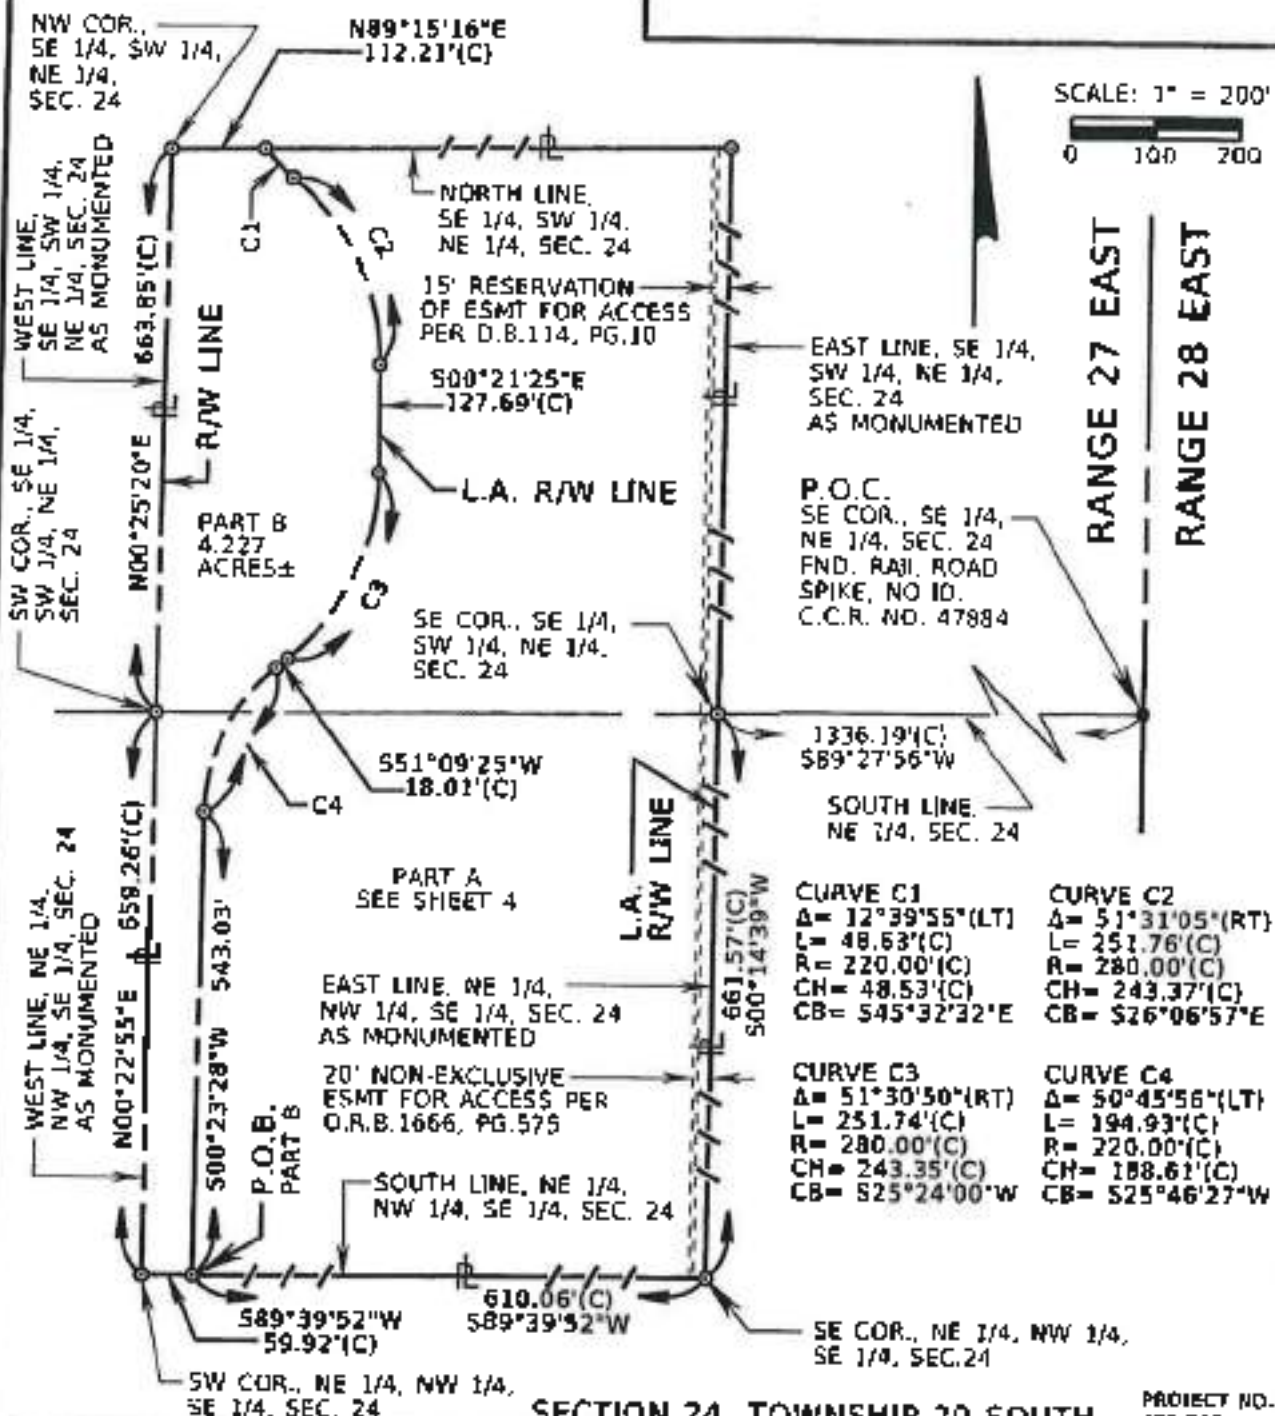 NW COR.,
SE 1/4, SW 1/4,
NE 1/4,
SEC. 24
N89°15'16"E
112.21'(C)
SCALE: 1" = 200'
0 100 200
WEST LINE,
SE 1/4, SW 1/4,
NE 1/4, SEC. 24
AS MONUMENTED
663.85'(C)
N00°25'20"E
R/W LINE
C1
C2
NORTH LINE,
SE 1/4, SW 1/4,
NE 1/4, SEC. 24
15' RESERVATION
OF ESMT FOR ACCESS
PER D.B.114, PG.10
S00°21'25"E
127.69'(C)
L.A. R/W LINE
EAST LINE, SE 1/4,
SW 1/4, NE 1/4,
SEC. 24
AS MONUMENTED
RANGE 27 EAST
RANGE 28 EAST
SW COR., SE 1/4,
SW 1/4, NE 1/4,
SEC. 24
PART B
4.227
ACRES±
C3
P.O.C.
SE COR., SE 1/4,
NE 1/4, SEC. 24
FND. RAIL ROAD
SPIKE, NO ID.
C.C.R. NO. 47884
SE COR., SE 1/4,
SW 1/4, NE 1/4,
SEC. 24
S51°09'25"W
18.01'(C)
C4
1336.19'(C)
S89°27'56"W
SOUTH LINE,
NE 1/4, SEC. 24
L.A.
R/W LINE
WEST LINE, NE 1/4,
NW 1/4, SE 1/4, SEC. 24
AS MONUMENTED
N00°22'55"E 659.26'(C)
S00°23'28"W 543.03'
PART A
SEE SHEET 4
661.57'(C)
S00°14'39"W
EAST LINE, NE 1/4,
NW 1/4, SE 1/4, SEC. 24
AS MONUMENTED
20' NON-EXCLUSIVE
ESMT FOR ACCESS PER
O.R.B.1666, PG.575
P.O.B.
PART B
SOUTH LINE, NE 1/4,
NW 1/4, SE 1/4, SEC. 24
CURVE C1
Δ= 12°39'55"(LT)
L= 48.63'(C)
R= 220.00'(C)
CH= 48.53'(C)
CB= S45°32'32"E
CURVE C2
Δ= 51°31'05"(RT)
L= 251.76'(C)
R= 280.00'(C)
CH= 243.37'(C)
CB= S26°06'57"E
CURVE C3
Δ= 51°30'50"(RT)
L= 251.74'(C)
R= 280.00'(C)
CH= 243.35'(C)
CB= S25°24'00"W
CURVE C4
Δ= 50°45'56"(LT)
L= 194.93'(C)
R= 220.00'(C)
CH= 188.61'(C)
CB= S25°46'27"W
S89°39'52"W
59.92'(C)
610.06'(C)
S89°39'52"W
SE COR., NE 1/4, NW 1/4,
SE 1/4, SEC.24
SW COR., NE 1/4, NW 1/4,
SE 1/4, SEC. 24
SECTION 24, TOWNSHIP 20 SOUTH
PROJECT NO.